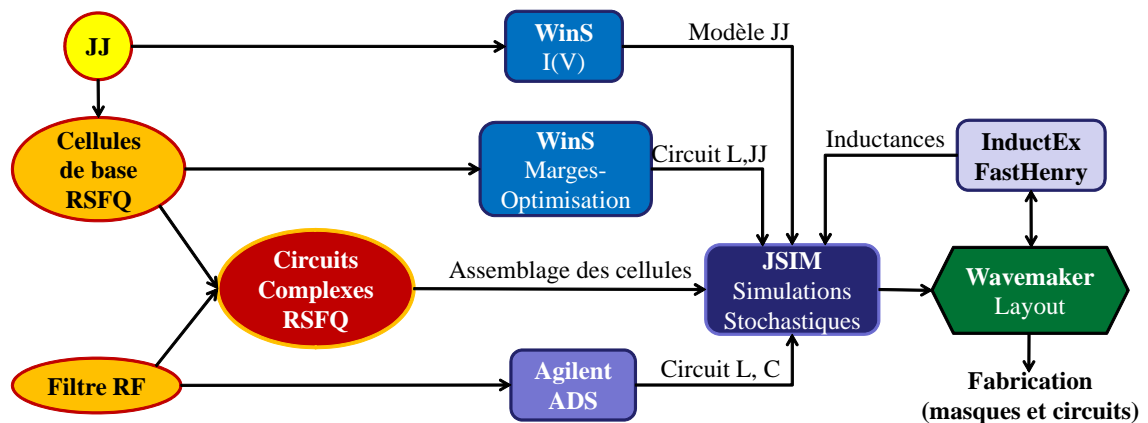 JJ
WinS
I(V)
Modèle JJ
Cellules
de base
RSFQ
WinS
Marges-
Optimisation
Circuit L,JJ
Inductances
InductEx
FastHenry
Circuits
Complexes
RSFQ
Assemblage des cellules
JSIM
Simulations
Stochastiques
Wavemaker
Layout
Filtre RF
Agilent
ADS
Circuit L, C
Fabrication
(masques et circuits)